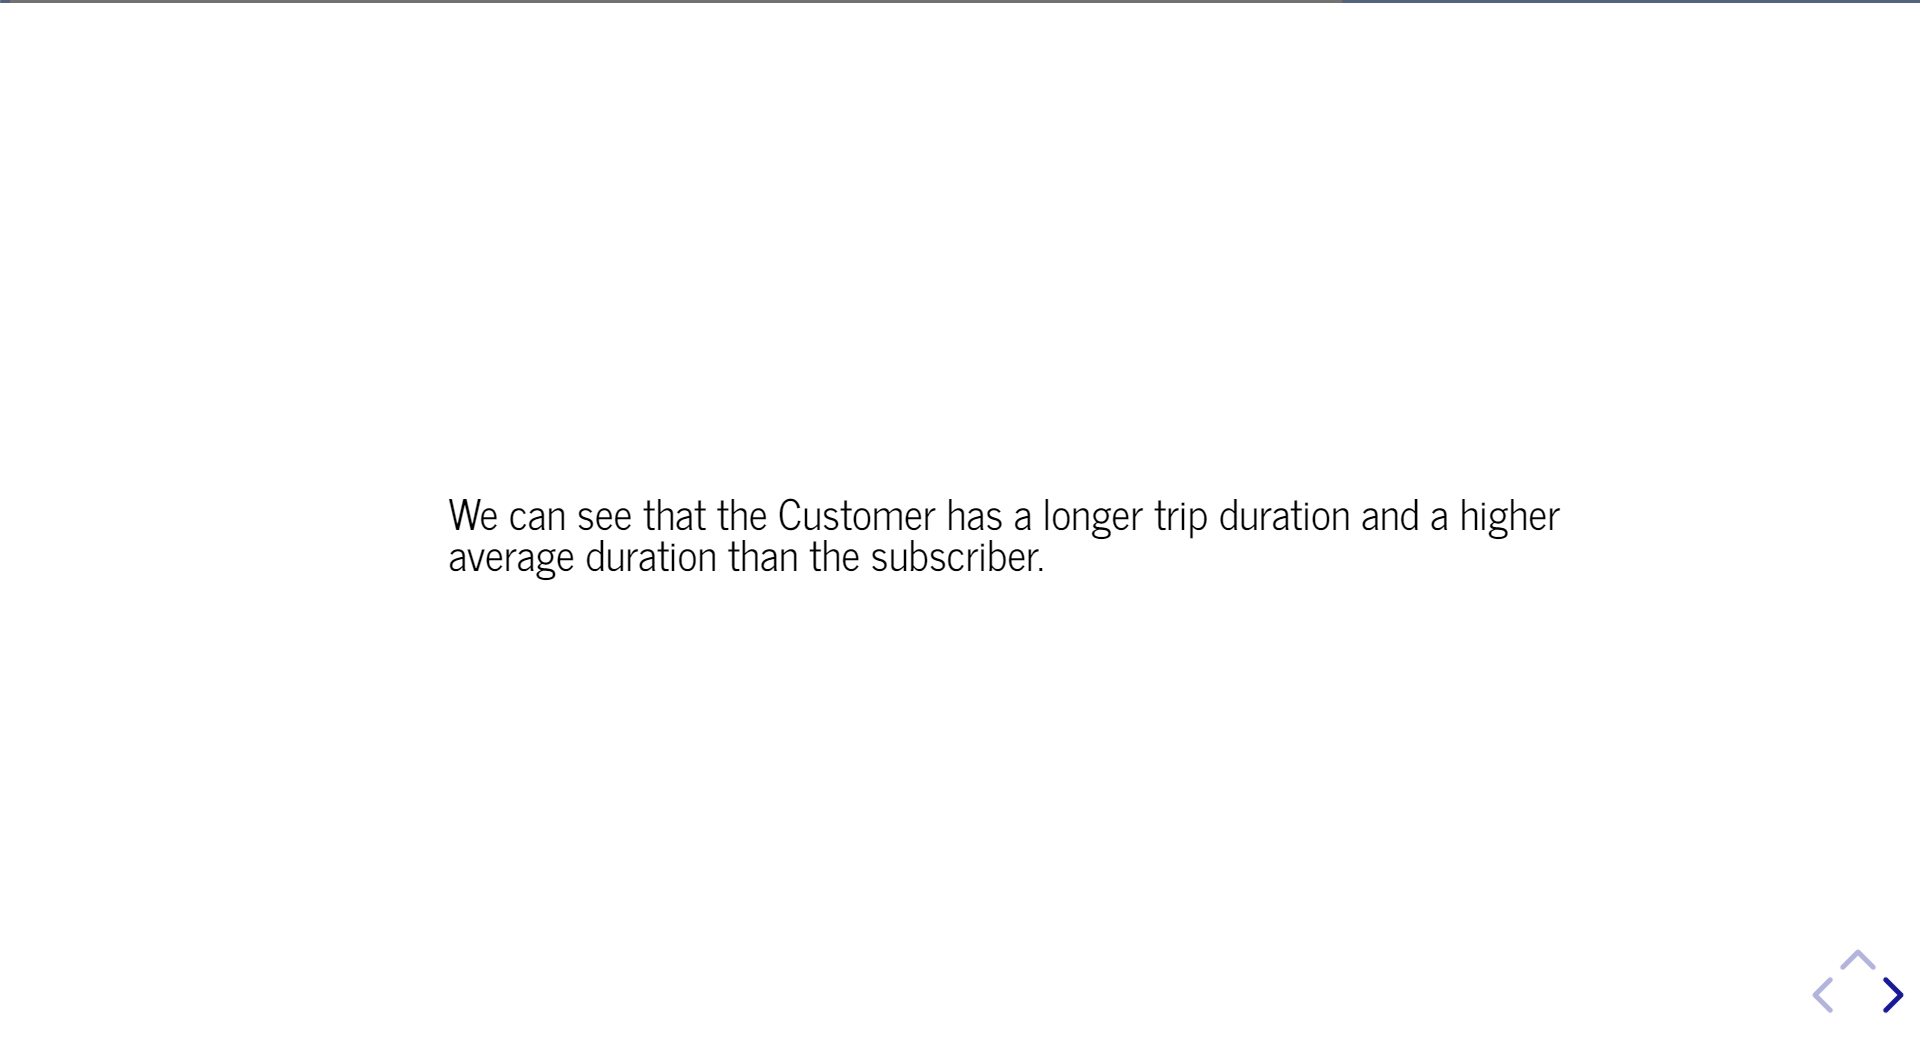 We can see that the Customer has a longer trip duration and a higher
average duration than the subscriber.